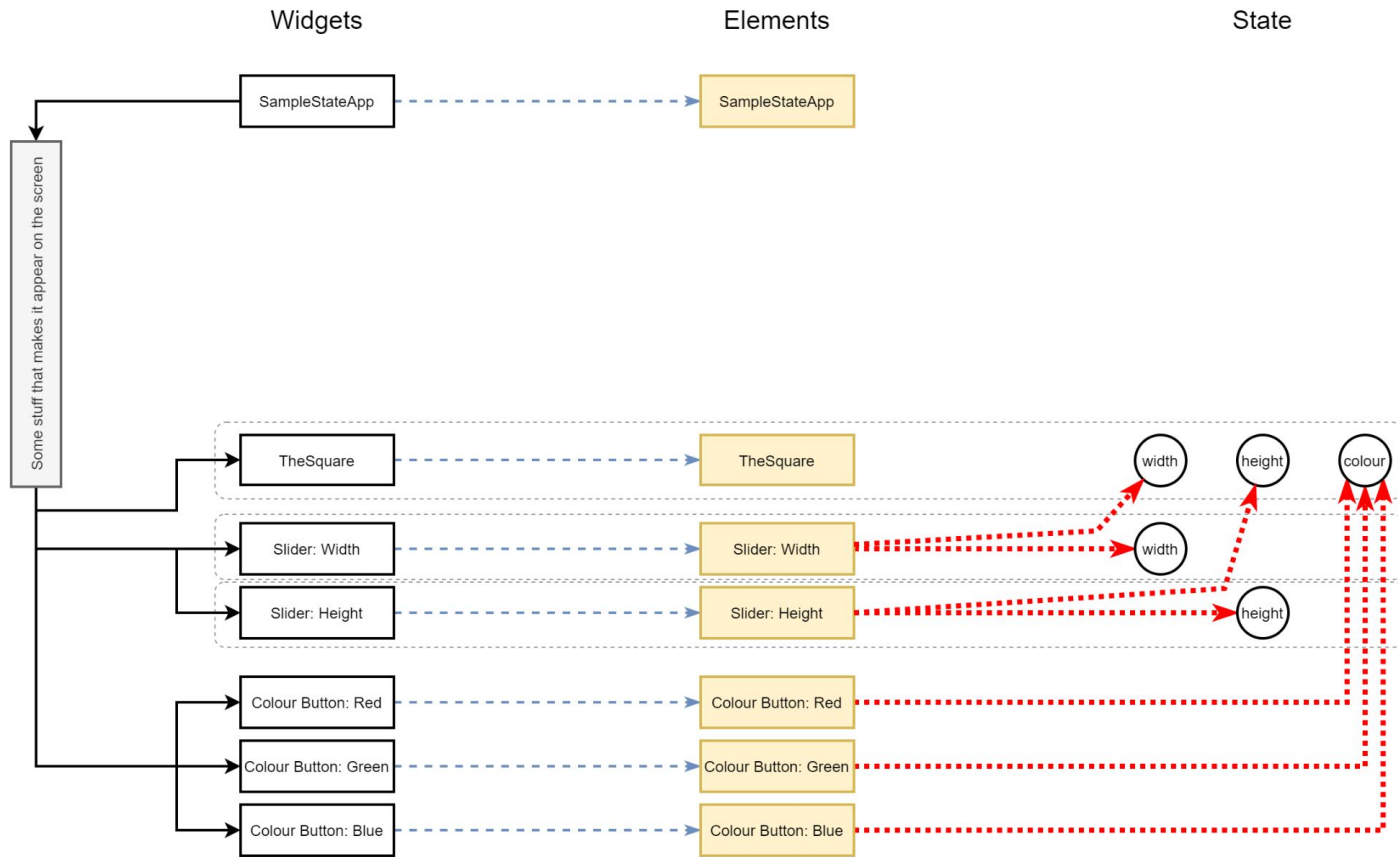 Widgets
Elements
State
SampleStateApp
SampleStateApp
Some stuff that makes it appear on the screen
TheSquare
TheSquare
width
height
colour
Slider: Width
Slider: Width
width
Slider: Height
Slider: Height
height
Colour Button: Red
Colour Button: Red
Colour Button: Green
Colour Button: Green
Colour Button: Blue
Colour Button: Blue